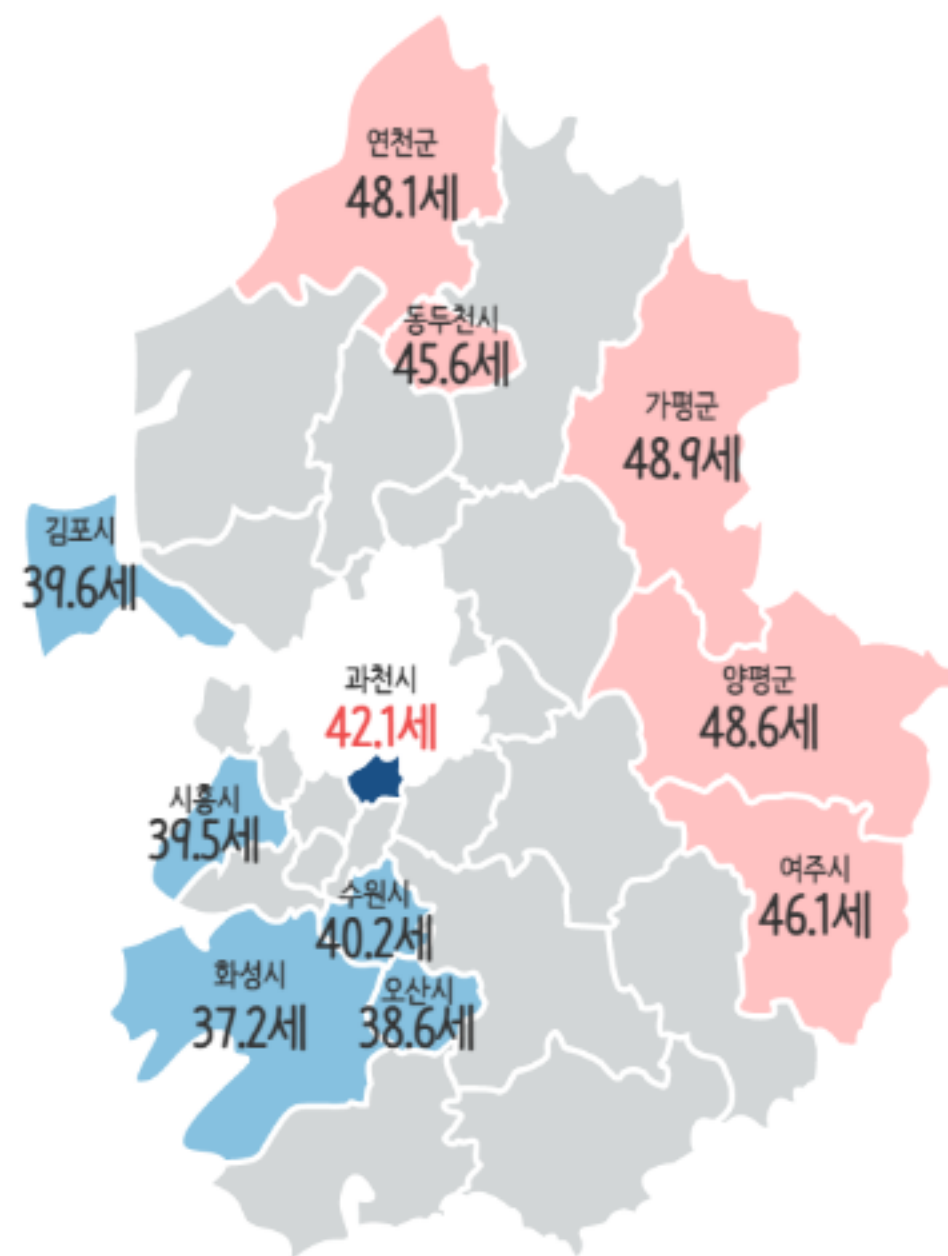 연천군
48.1세
동두천시
45.6세
가평군
48.9세
김포시
39.6세
과천시
42.1세
양평군
48.6세
시흥시
39.5세
여주시
46.1세
수원시
40.2세
화성시
37.2세
오산시
38.6세